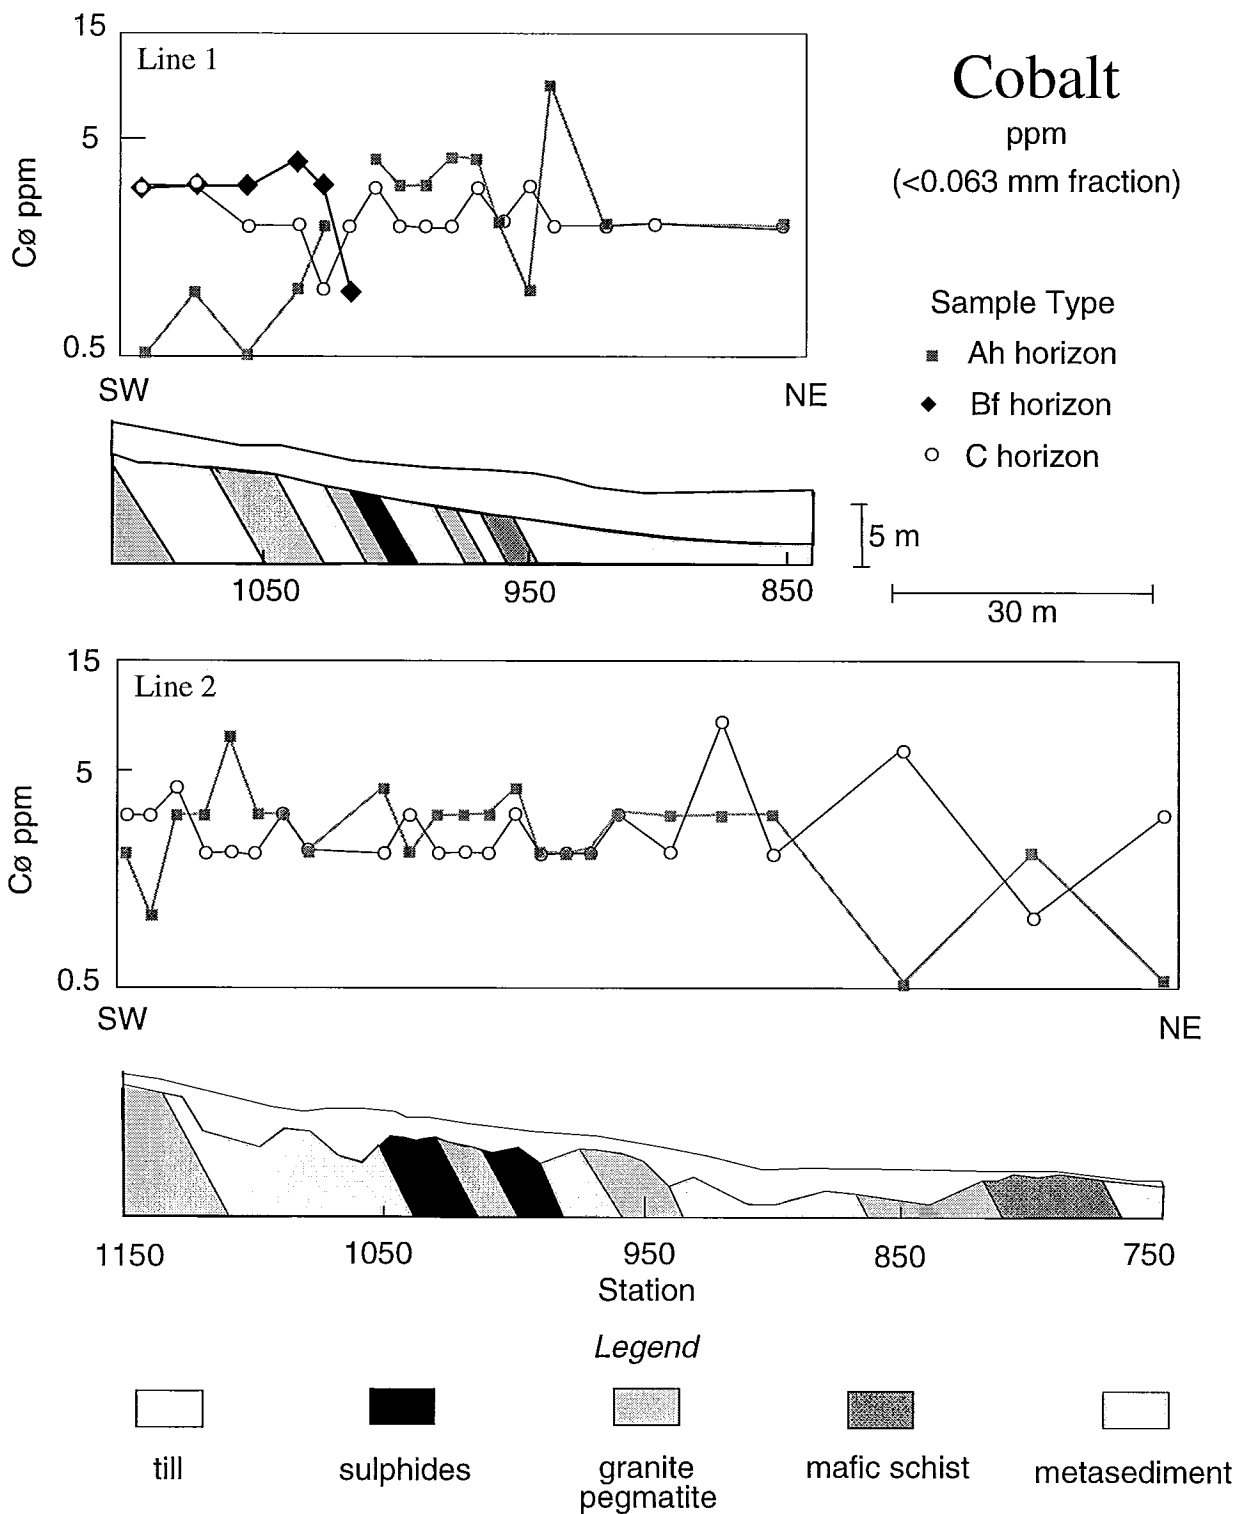 15
Line 1
5
Cø ppm
0.5
SW
NE
Cobalt
ppm
(<0.063 mm fraction)
Sample Type
Ah horizon
Bf horizon
C horizon
5 m
1050
950
850
30 m
15
Line 2
5
Cø ppm
0.5
SW
NE
1150
1050
950
850
750
Station
Legend
till
sulphides
granite
pegmatite
mafic schist
metasediment